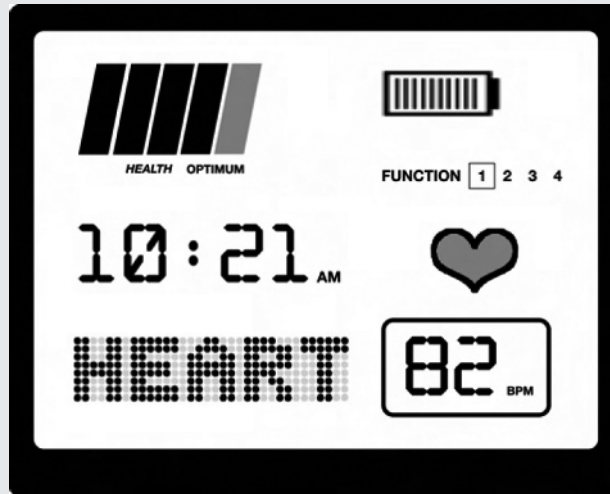 HEALTH OPTIMUM
FUNCTION 1 2 3 4
10:21 AM
HEART
82 BPM